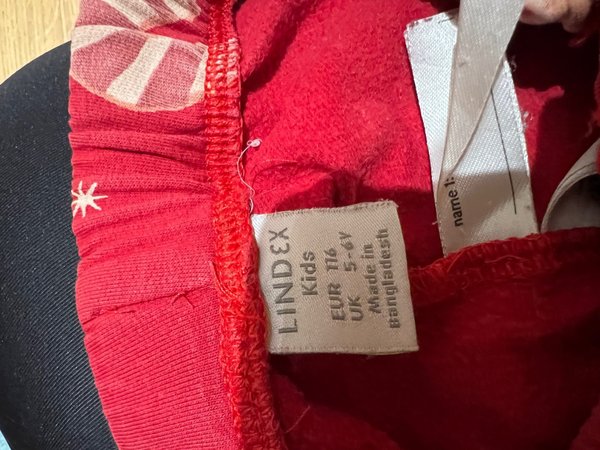 LINDEX
Kids
EUR 116
UK 5-6Y
Made in
Bangladesh
name 1: